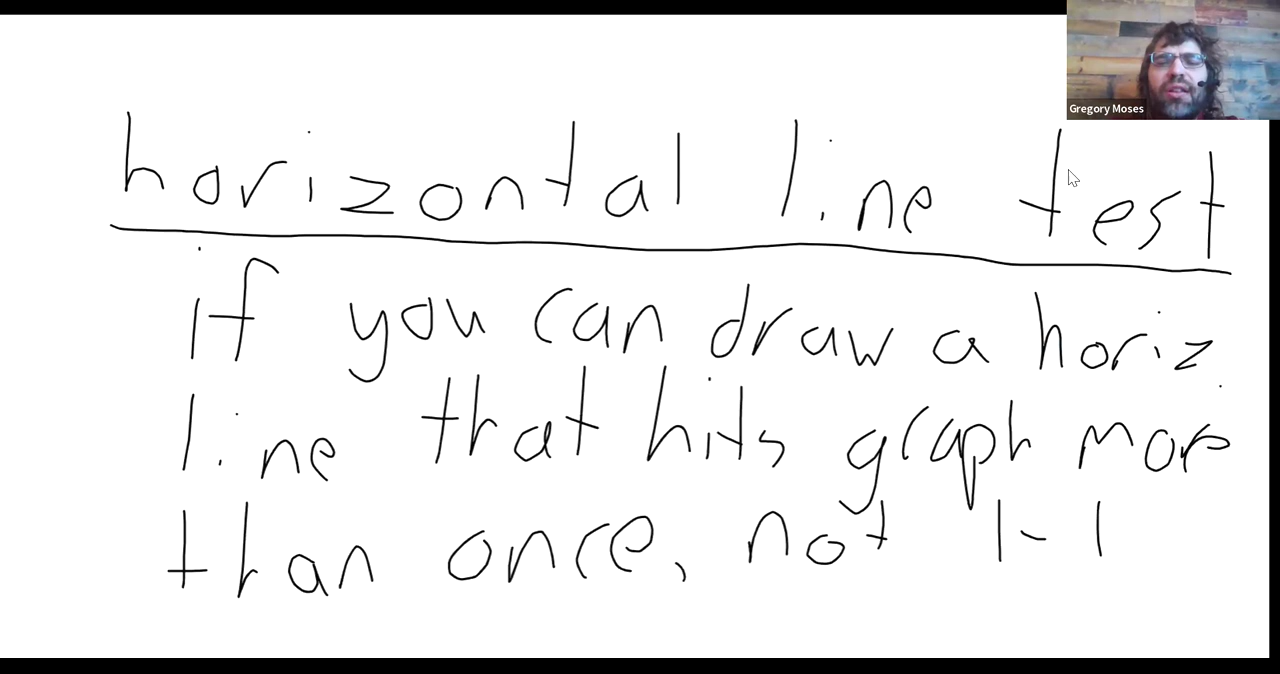 Gregory Moses
horizontal line test
if you can draw a horiz
line that hits graph more
than once, not 1-1